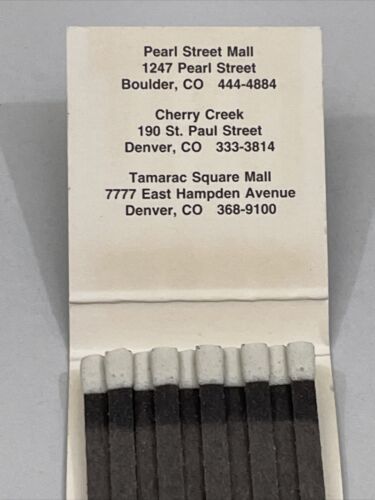 Pearl Street Mall
1247 Pearl Street
Boulder, CO 444-4884
Cherry Creek
190 St. Paul Street
Denver, CO 333-3814
Tamarac Square Mall
7777 East Hampden Avenue
Denver, CO 368-9100